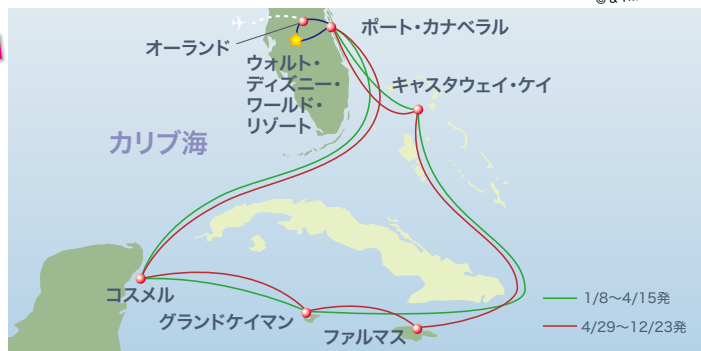 オーランド
ポート・カナベラル
ウォルト・
ディズニー・
ワールド・
リゾート
キャスタウェイ・ケイ
カリブ海
コスメル
グランドケイマン
ファルマス
1/8～4/15発
4/29～12/23発